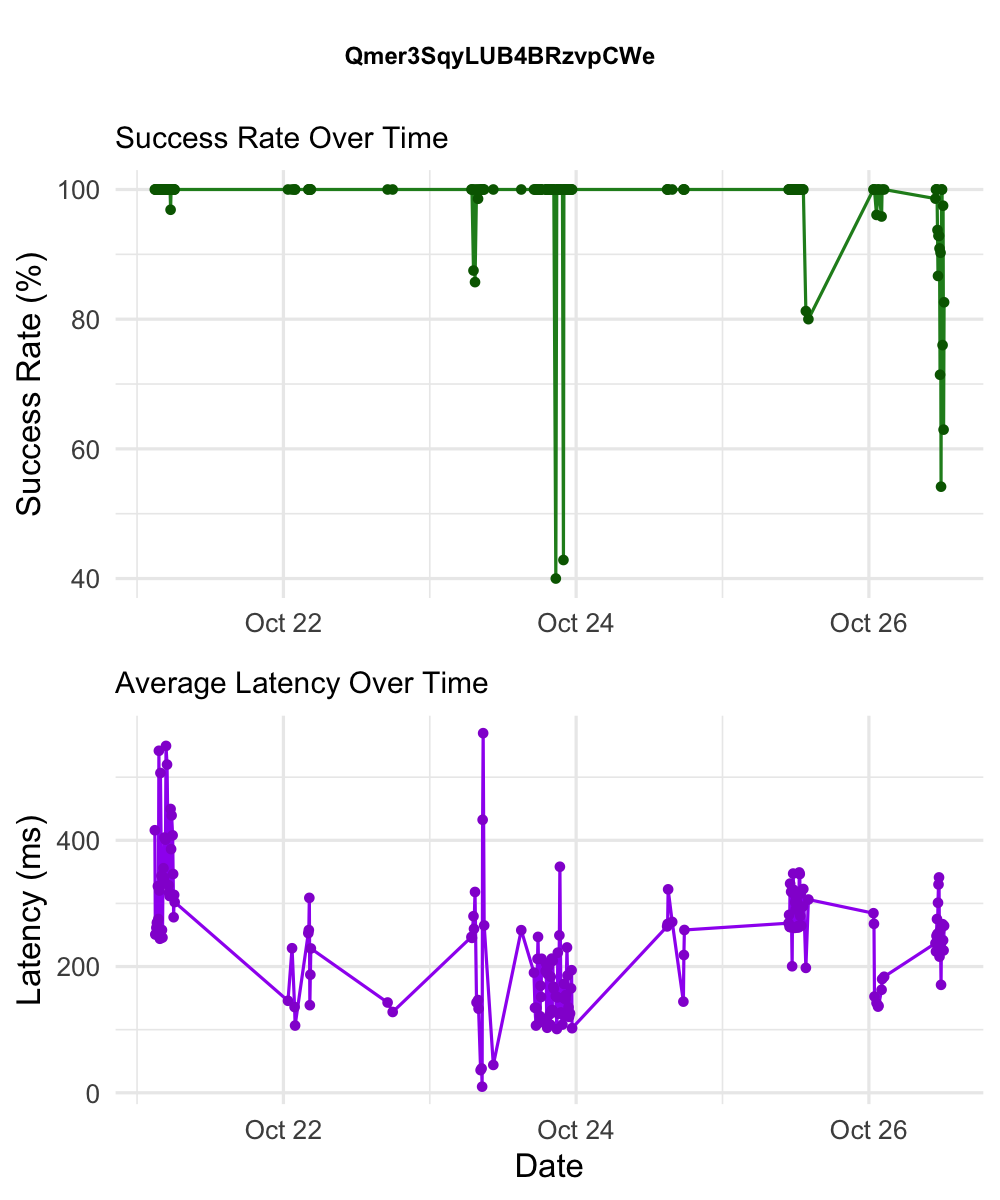 Qmer3SqyLUB4BRzvpCWe
Success Rate Over Time
Success Rate (%)
100
80
60
40
Oct 22
Oct 24
Oct 26
Average Latency Over Time
Latency (ms)
400
200
0
Oct 22
Oct 24
Oct 26
Date